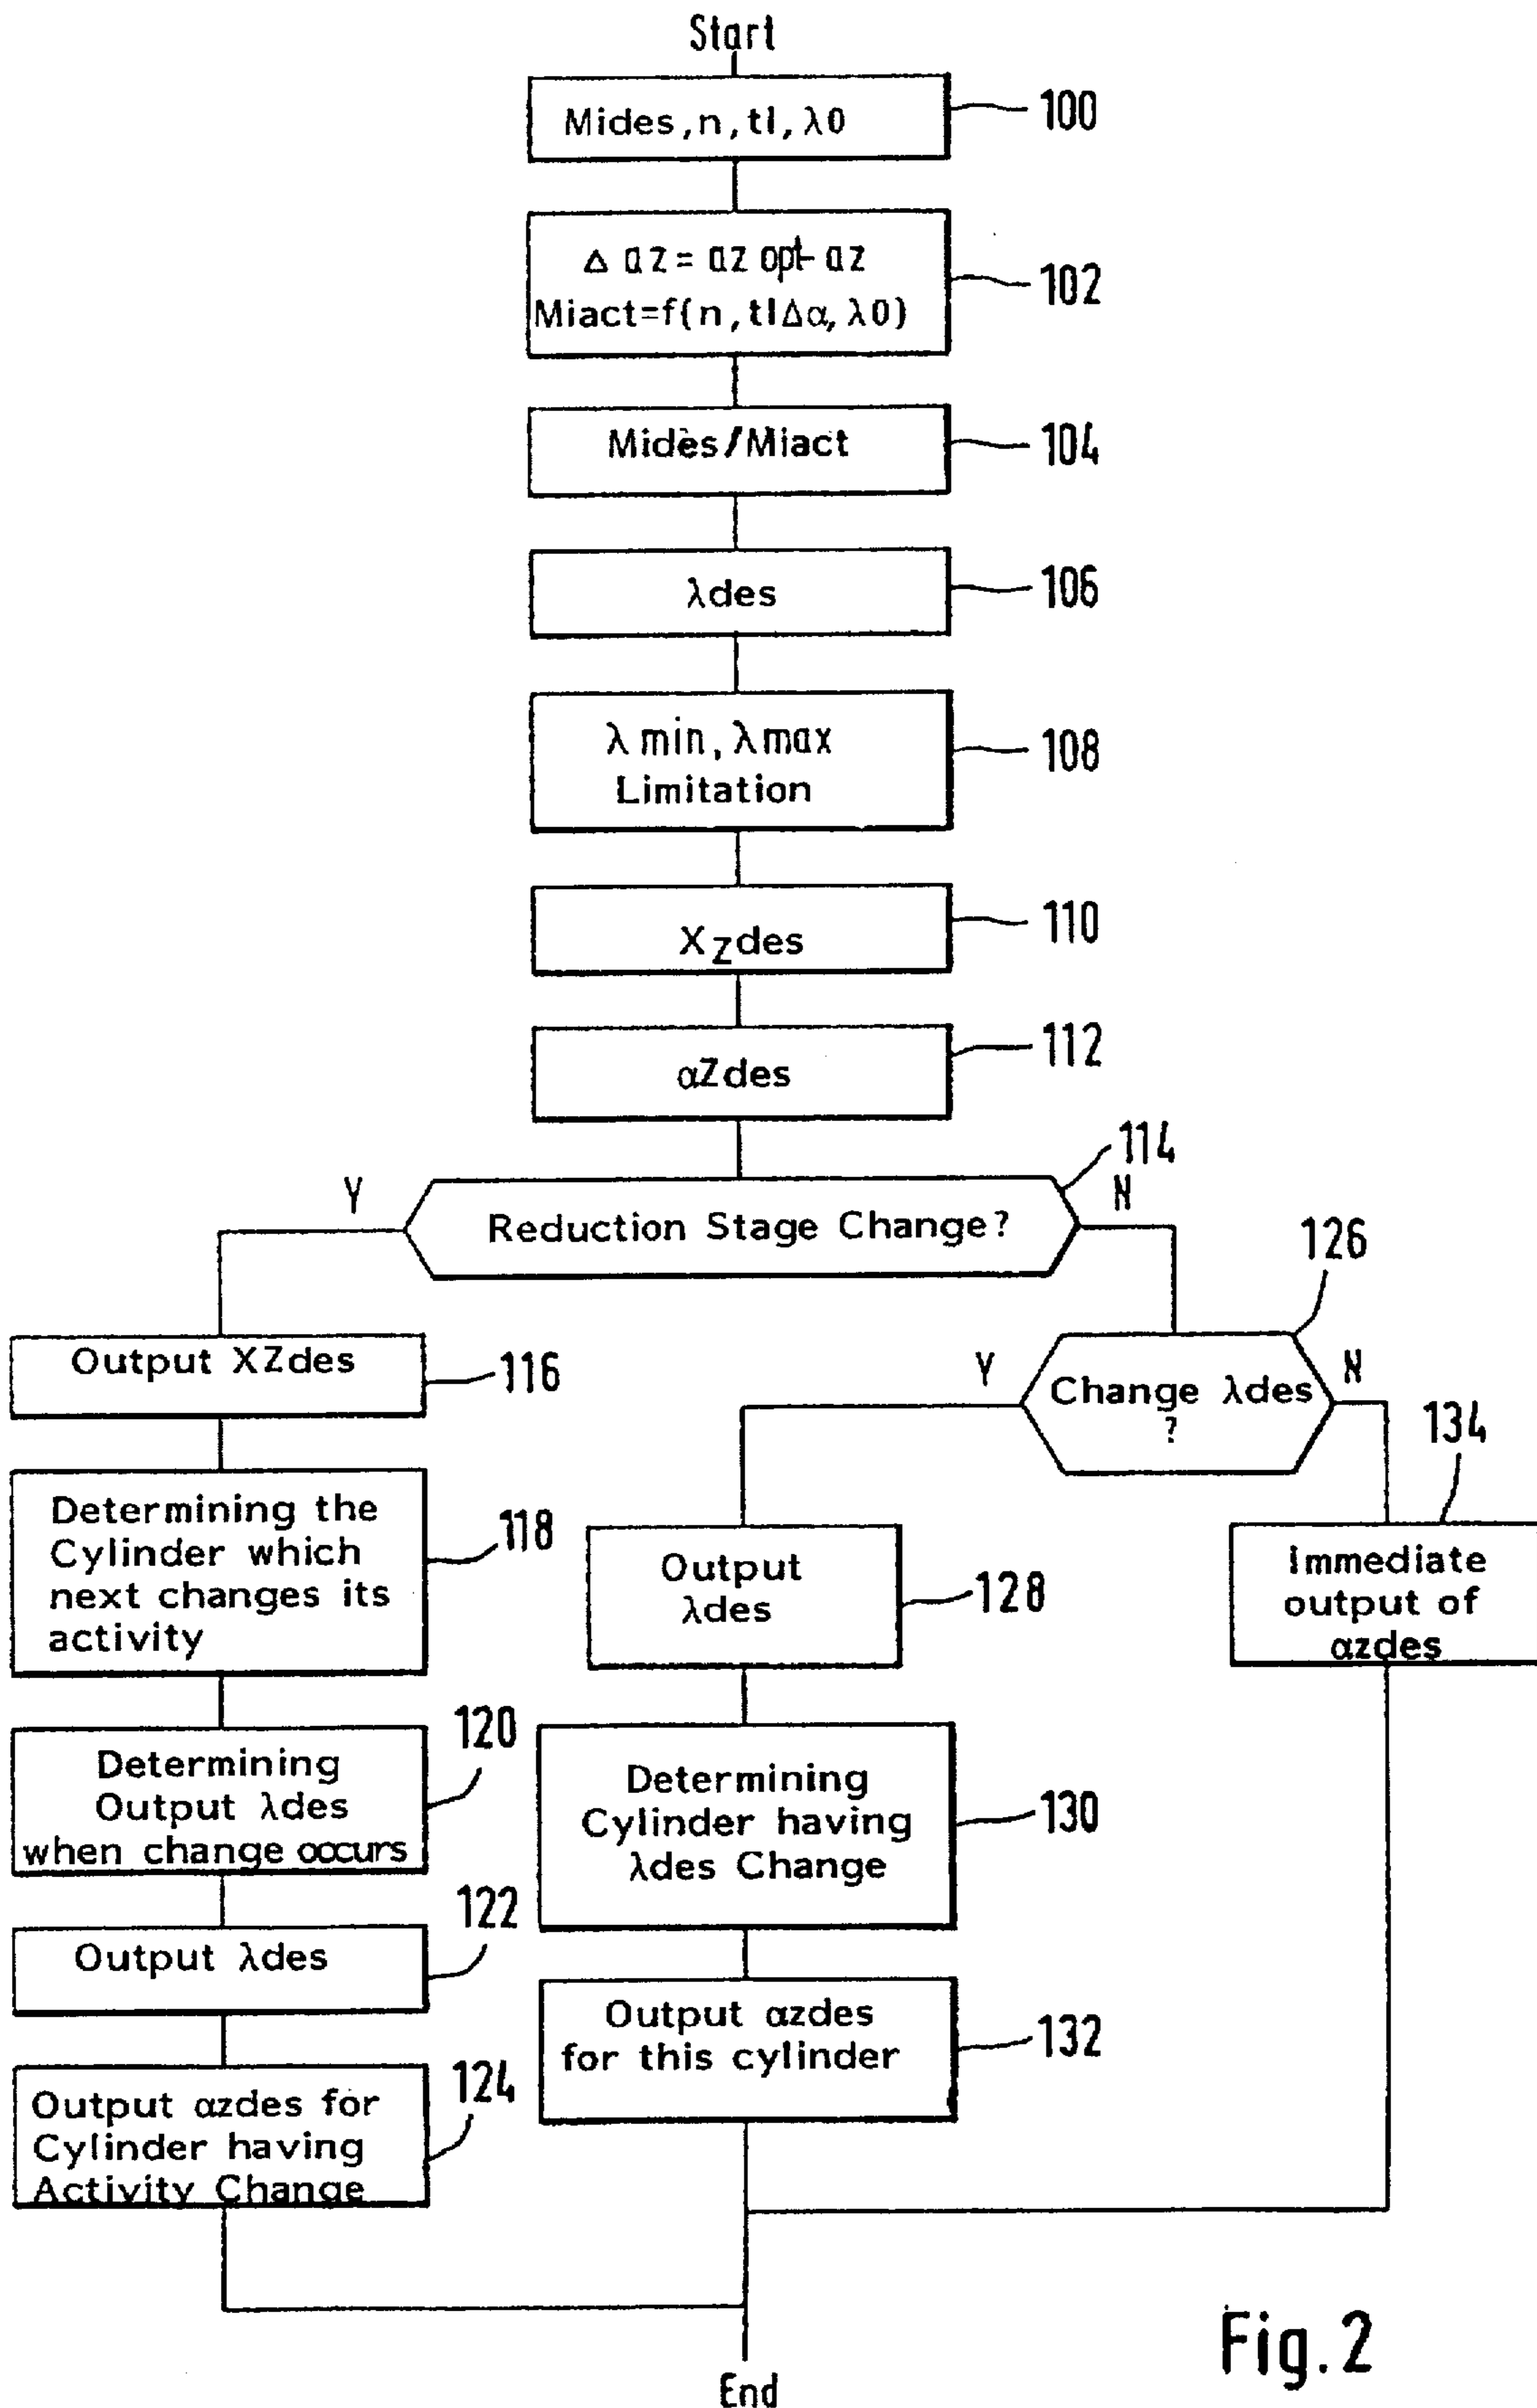 Start
Mides, n, tl, λ0
100
Δ αz = αz opt- αz
Miact=f(n, tlΔα, λ0)
102
Mides/Miact
104
λdes
106
λ min, λ max
Limitation
108
XZdes
110
αZdes
112
114
Y
Reduction Stage Change?
N
126
Output XZdes
116
Y
Change λdes
?
N
134
Determining the
Cylinder which
next changes its
activity
118
Output
λdes
128
Immediate
output of
αzdes
Determining
Output λdes
when change occurs
120
Determining
Cylinder having
λdes Change
130
Output λdes
122
Output αzdes
for this cylinder
132
Output αzdes for
Cylinder having
Activity Change
124
End
Fig. 2